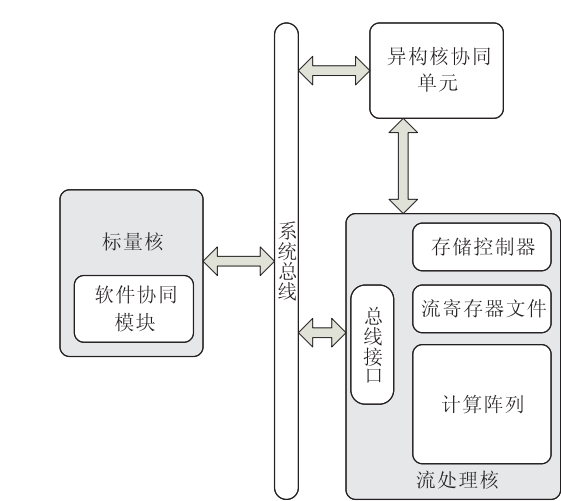 异构核协同
单元
标量核
软件协同
模块
系统总线
存储控制器
流寄存器文件
总线接口
计算阵列
流处理核